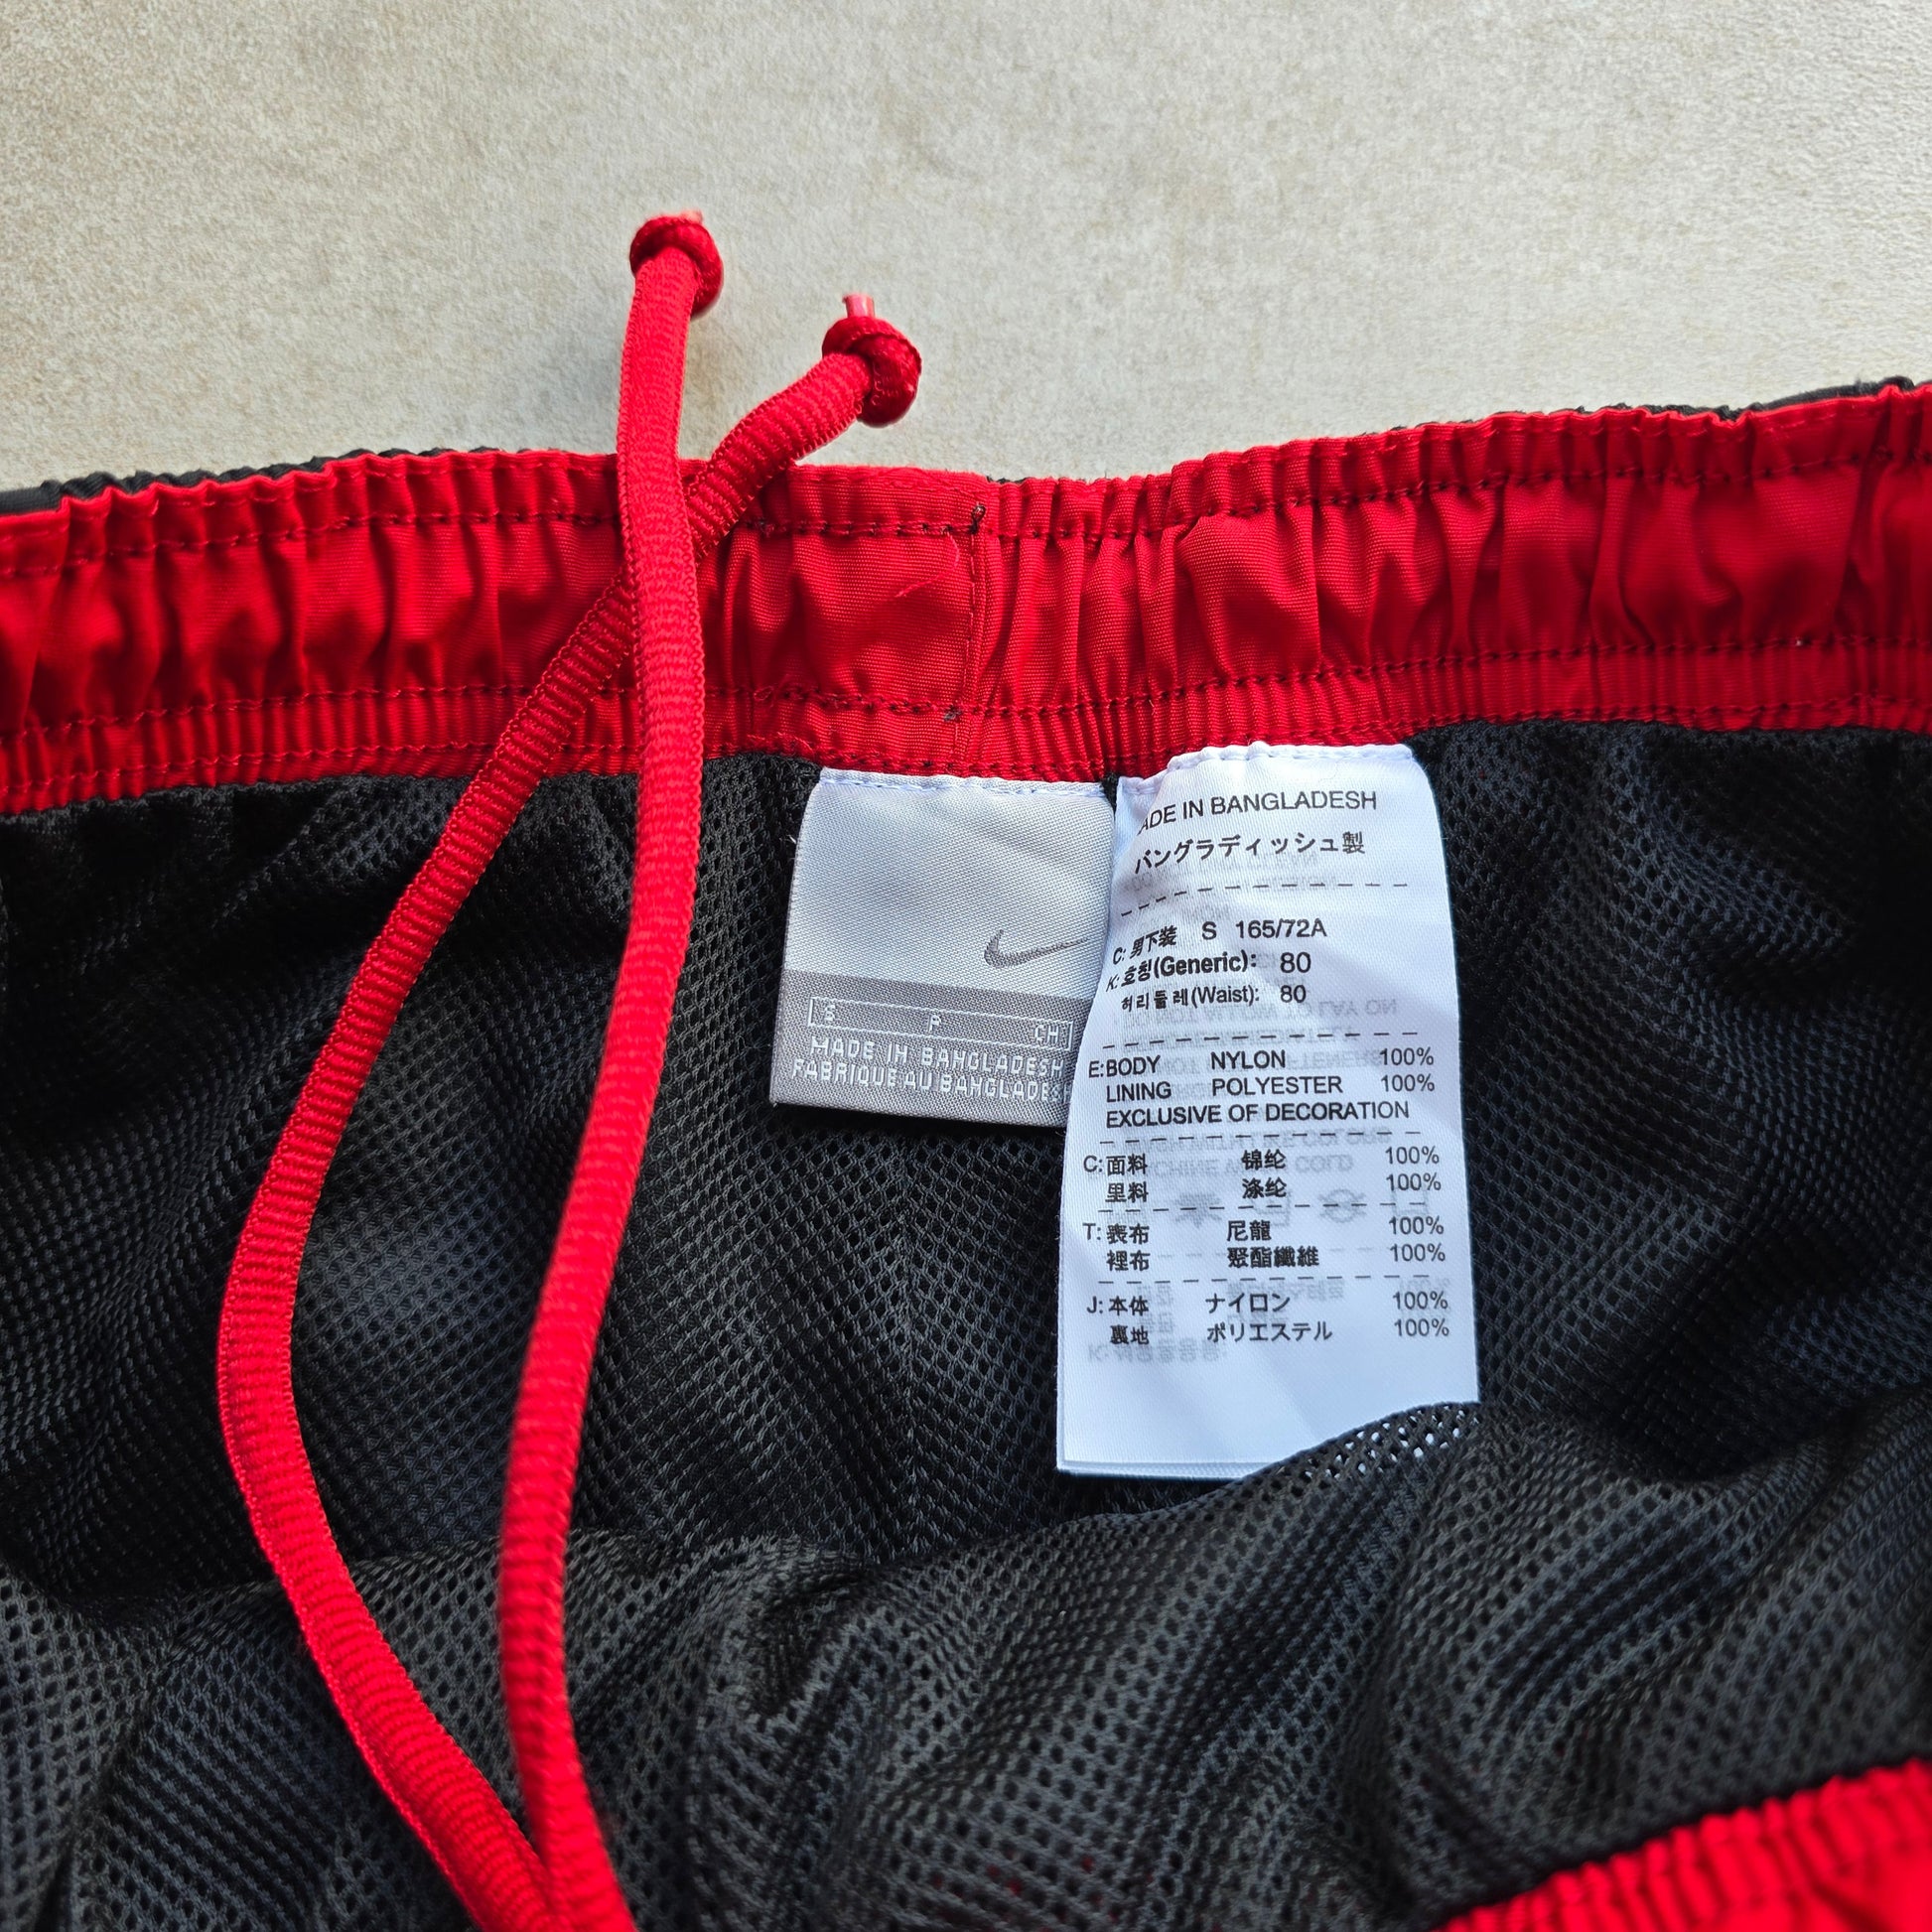 S P CH
MADE IN BANGLADESH
FABRIQUE AU
ADE IN BANGLADESH
バングラディッシュ製
C: 男下装 S 165/72A
K: 호칭(Generic): 80
허리둘레(Waist): 80
E:BODY NYLON 100%
LINING POLYESTER 100%
EXCLUSIVE OF DECORATION
C:面料 锦纶 100%
里料 涤纶 100%
T:表布 尼龍 100%
裡布 聚酯纖維 100%
J:本体 ナイロン 100%
裏地 ポリエステル 100%